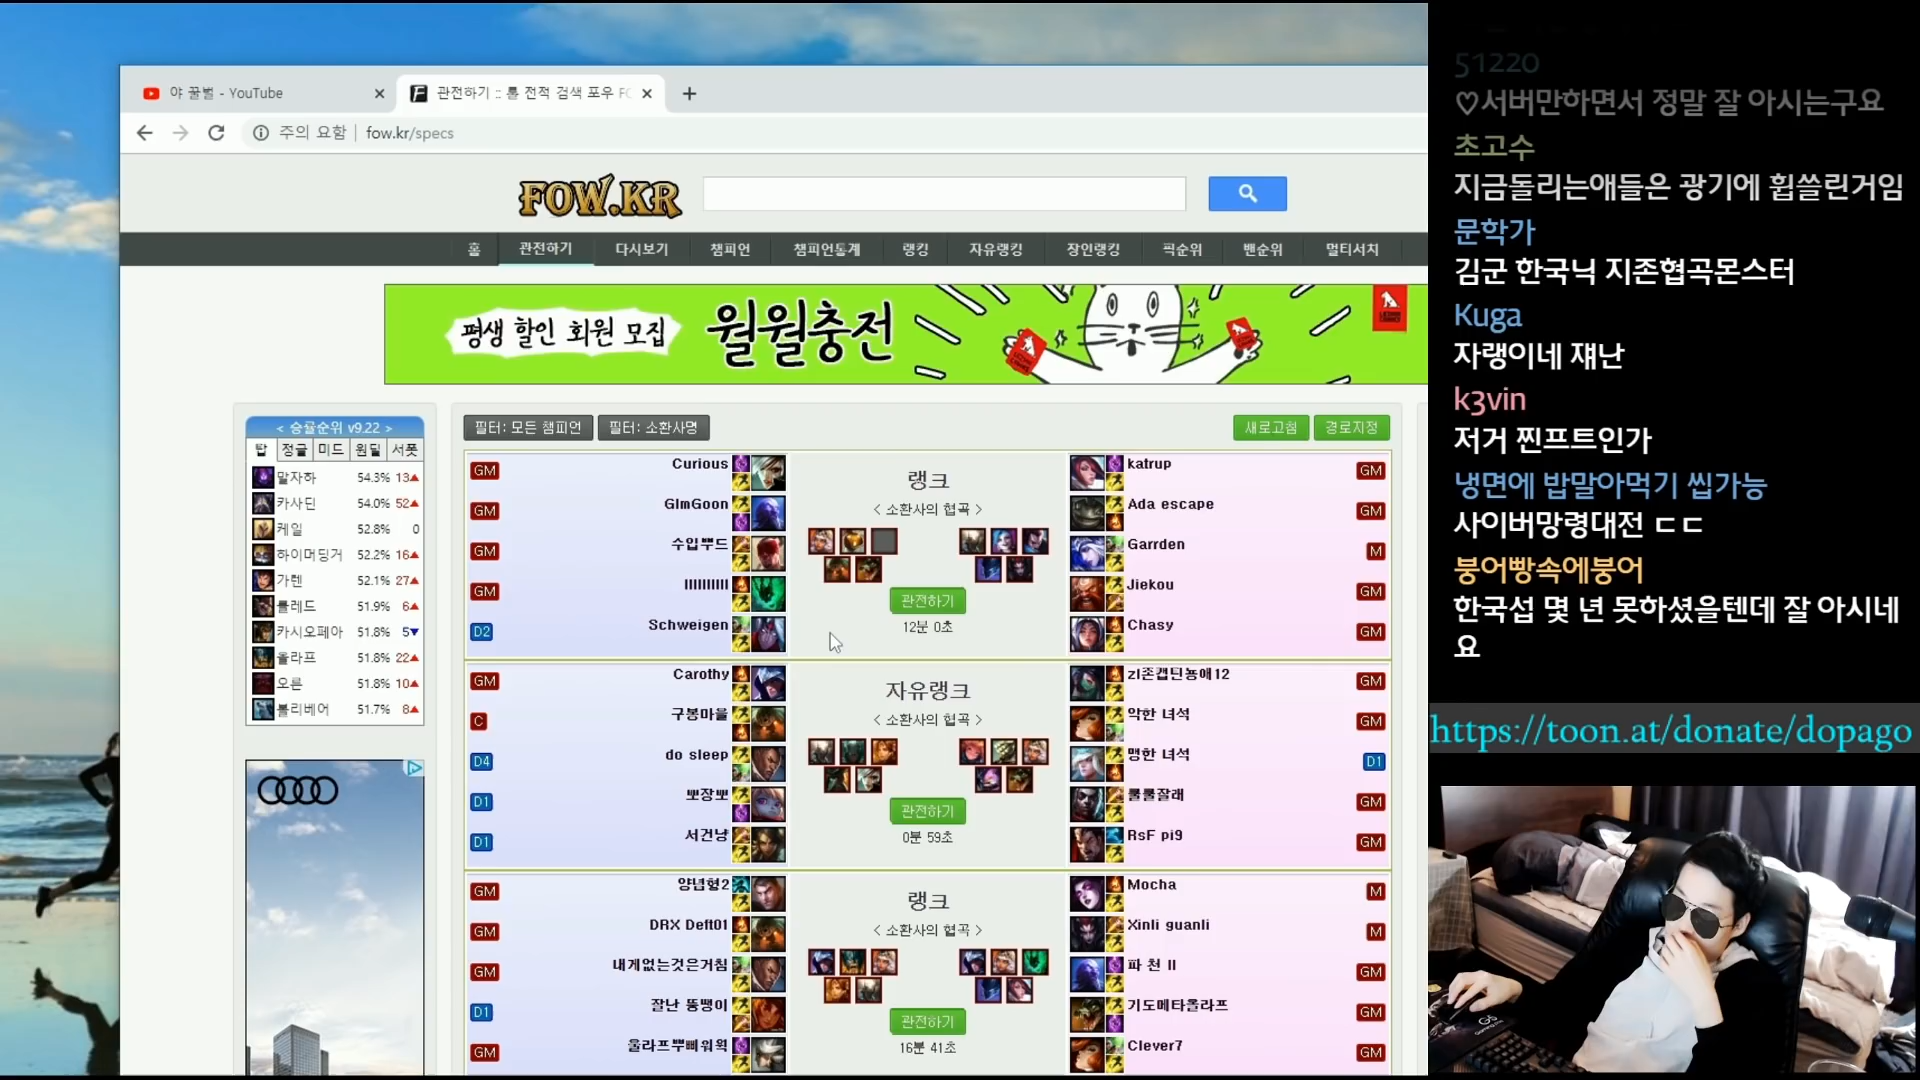 야 꿀벌 - YouTube
관전하기 :: 롤 전적 검색 포우 FO
주의 요함 | fow.kr/specs
FOW.KR
홈 관전하기 다시보기 챔피언 챔피언통계 랭킹 자유랭킹 장인랭킹 픽순위 밴순위 멀티서치
평생 할인 회원 모집 월월충전
< 승률순위 v9.22 >
탑 정글 미드 원딜 서폿
말자하 54.3% 13▲
카사딘 54.0% 52▲
케일 52.8% 0
하이머딩거 52.2% 16▲
가렌 52.1% 27▲
클레드 51.9% 6▲
카시오페아 51.8% 5▼
올라프 51.8% 22▲
오른 51.8% 10▲
볼리베어 51.7% 8▲
필터: 모든 챔피언 필터: 소환사명 새로고침 경로지정
GM Curious
GM GImGoon
GM 수입뿌드
GM IIIIIIIIII
D2 Schweigen
랭크
< 소환사의 협곡 >
관전하기
12분 0초
katrup GM
Ada escape GM
Garrden M
Jiekou GM
Chasy GM
GM Carothy
C 구봉마을
D4 do sleep
D1 뽀장뽀
D1 서건냥
자유랭크
< 소환사의 협곡 >
관전하기
0분 59초
zl존캡틴뇽애12 GM
악한 녀석 GM
맹한 녀석 D1
룰룰잘래 GM
RsF pi9 GM
GM 양념형2
GM DRX Deft01
GM 내게없는것은거침
D1 잘난 뚱땡이
GM 울라프뿌삐워윅
랭크
< 소환사의 협곡 >
관전하기
16분 41초
Mocha M
Xinli guanli M
파 천 II GM
기도메타올라프 GM
Clever7 GM
51220
♡서버만하면서 정말 잘 아시는구요
초고수
지금돌리는애들은 광기에 휩쓸린거임
문학가
김군 한국닉 지존협곡몬스터
Kuga
자랭이네 쟤난
k3vin
저거 찐프트인가
냉면에 밥말아먹기 씹가능
사이버망령대전 ㄷㄷ
붕어빵속에붕어
한국섭 몇 년 못하셨을텐데 잘 아시네
요
https://toon.at/donate/dopago